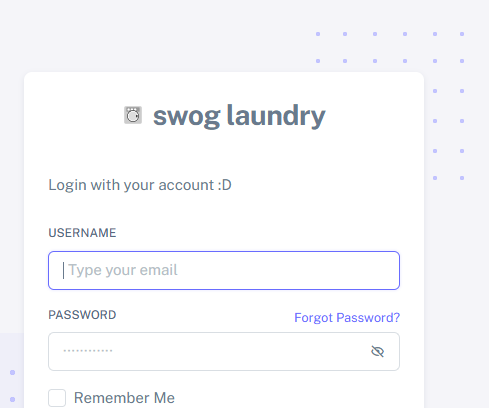 swog laundry
Login with your account :D
USERNAME
Type your email
PASSWORD
Forgot Password?
············
Remember Me